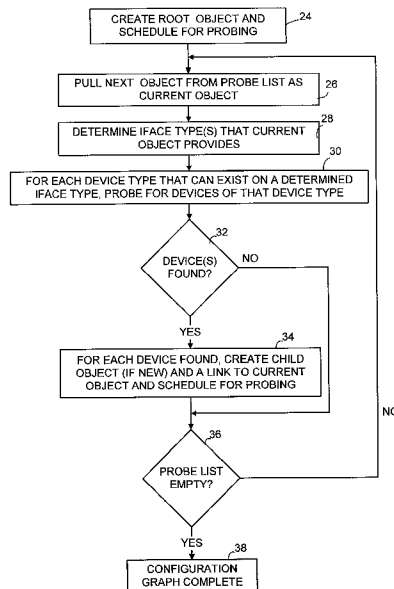 CREATE ROOT OBJECT AND
SCHEDULE FOR PROBING
24
PULL NEXT OBJECT FROM PROBE LIST AS
CURRENT OBJECT
26
DETERMINE IFACE TYPE(S) THAT CURRENT
OBJECT PROVIDES
28
30
FOR EACH DEVICE TYPE THAT CAN EXIST ON A DETERMINED
IFACE TYPE, PROBE FOR DEVICES OF THAT DEVICE TYPE
32
DEVICE(S)
FOUND?
NO
YES
34
FOR EACH DEVICE FOUND, CREATE CHILD
OBJECT (IF NEW) AND A LINK TO CURRENT
OBJECT AND SCHEDULE FOR PROBING
36
PROBE LIST
EMPTY?
NO
YES
38
CONFIGURATION
GRAPH COMPLETE